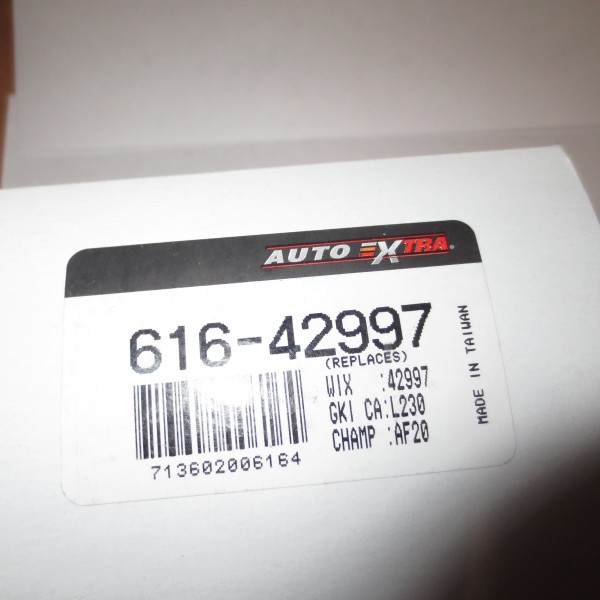 AUTO EXTRA
616-42997
(REPLACES)
WIX :42997
GKI CA:L230
CHAMP :AF20
713602006164
MADE IN TAIWAN